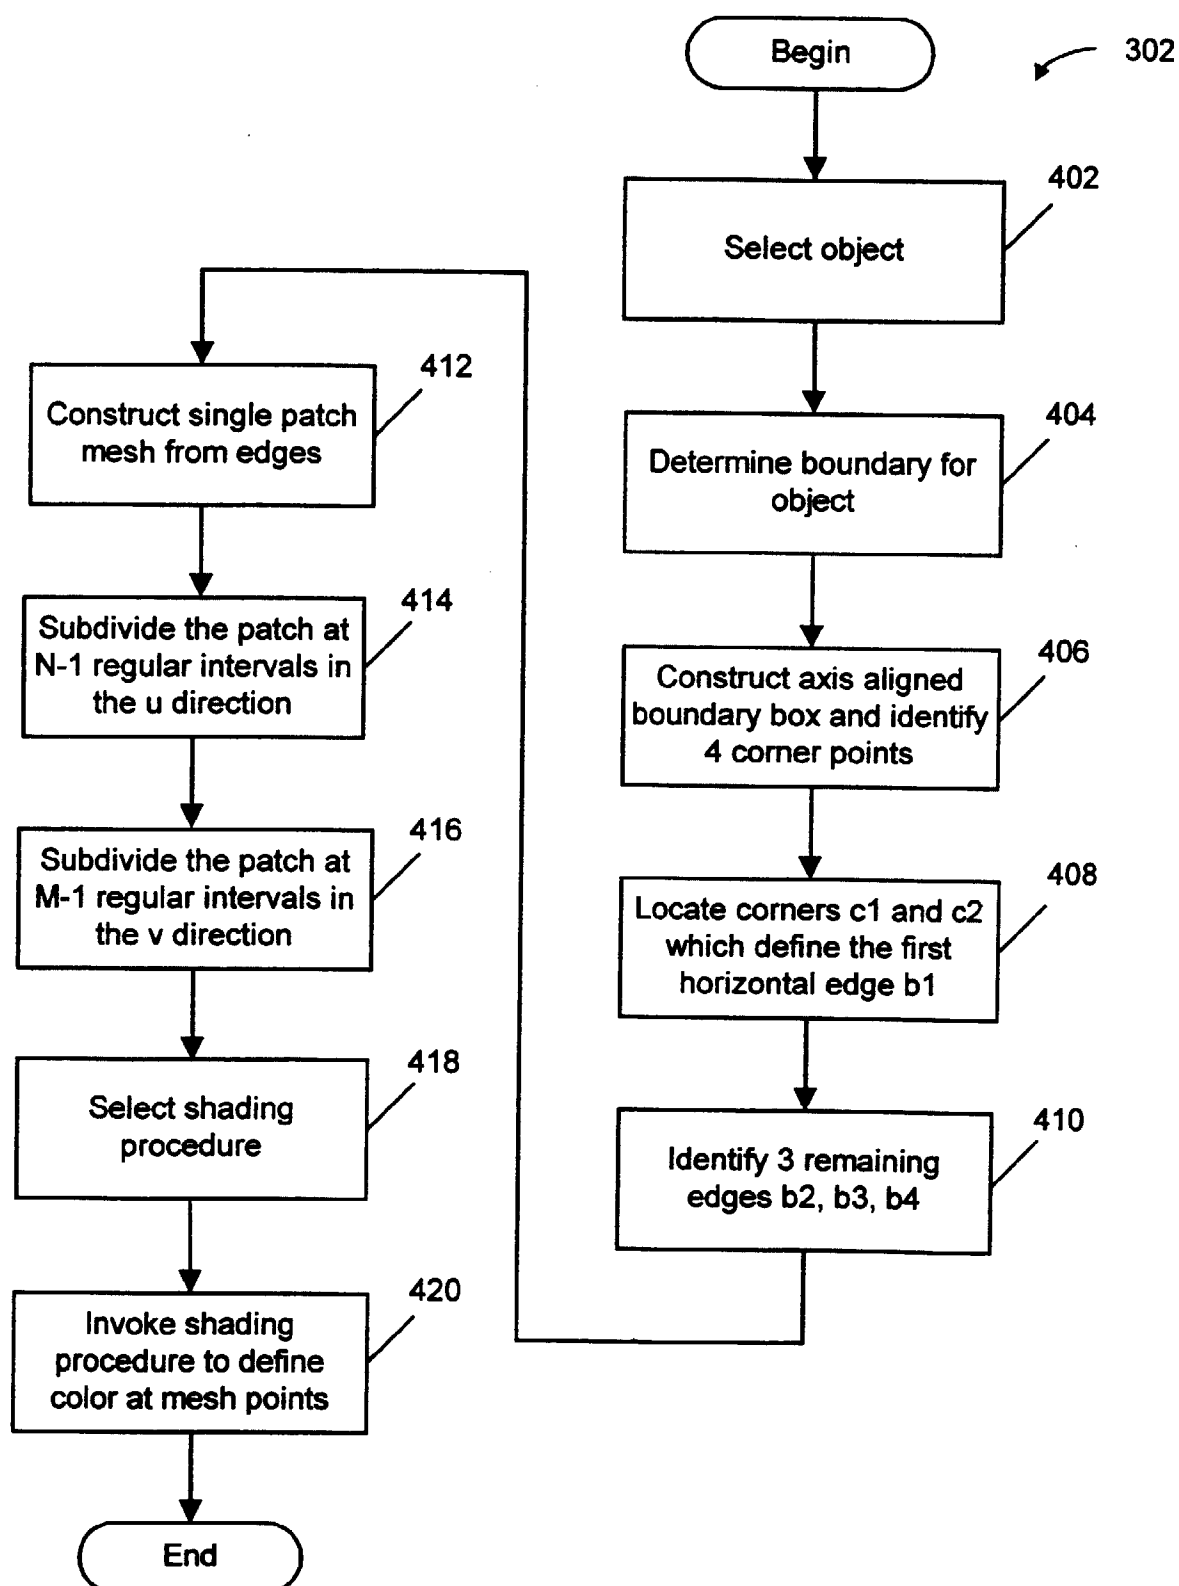 Begin
302
402
Select object
404
Determine boundary for
object
406
Construct axis aligned
boundary box and identify
4 corner points
408
Locate corners c1 and c2
which define the first
horizontal edge b1
410
Identify 3 remaining
edges b2, b3, b4
412
Construct single patch
mesh from edges
414
Subdivide the patch at
N-1 regular intervals in
the u direction
416
Subdivide the patch at
M-1 regular intervals in
the v direction
418
Select shading
procedure
420
Invoke shading
procedure to define
color at mesh points
End